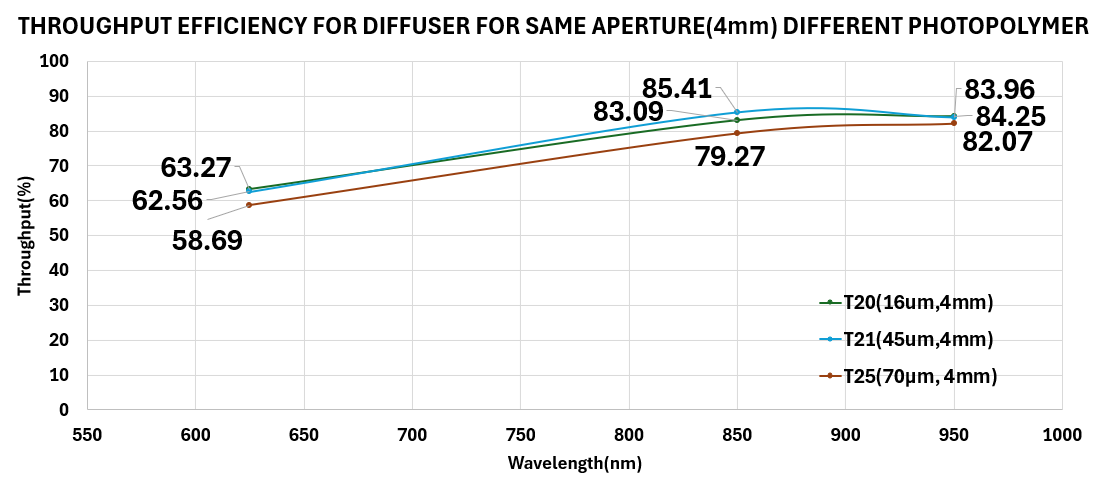 THROUGHPUT EFFICIENCY FOR DIFFUSER FOR SAME APERTURE(4mm) DIFFERENT PHOTOPOLYMER
Throughput(%)
100
90
80
70
60
50
40
30
20
10
0
63.27
62.56
58.69
85.41
83.09
79.27
83.96
84.25
82.07
T20(16um,4mm)
T21(45um,4mm)
T25(70µm, 4mm)
550 600 650 700 750 800 850 900 950 1000
Wavelength(nm)